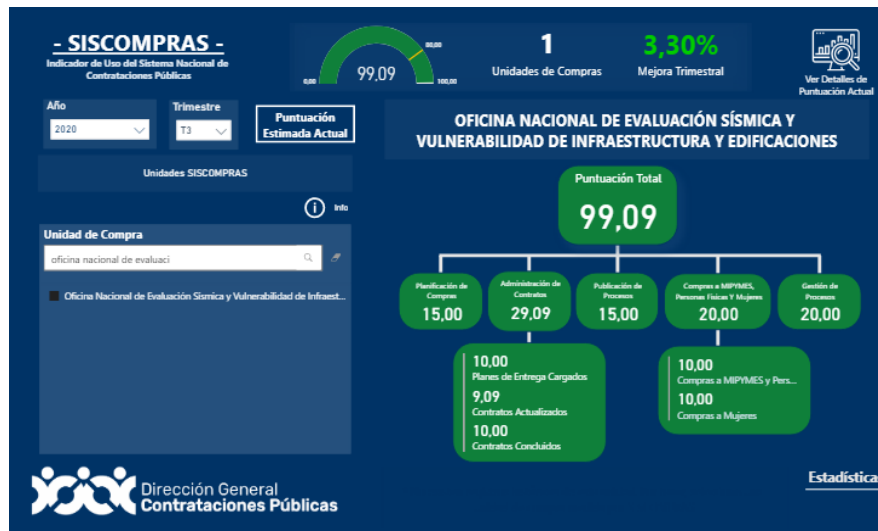 - SISCOMPRAS -
Indicador de Uso del Sistema Nacional de
Contrataciones Públicas
0,00
99,09
80,00
100,00
1
Unidades de Compras
3,30%
Mejora Trimestral
Ver Detalles de
Puntuación Actual
Año
2020
Trimestre
T3
Puntuación
Estimada Actual
Unidades SISCOMPRAS
Info
Unidad de Compra
oficina nacional de evaluaci
Oficina Nacional de Evaluación Sísmica y Vulnerabilidad de Infraest...
OFICINA NACIONAL DE EVALUACIÓN SÍSMICA Y
VULNERABILIDAD DE INFRAESTRUCTURA Y EDIFICACIONES
Puntuación Total
99,09
Planificación de
Compras
15,00
Administración de
Contratos
29,09
Publicación de
Procesos
15,00
Compras a MIPYMES,
Personas Físicas Y Mujeres
20,00
Gestión de
Procesos
20,00
10,00
Planes de Entrega Cargados
9,09
Contratos Actualizados
10,00
Contratos Concluidos
10,00
Compras a MIPYMES y Pers...
10,00
Compras a Mujeres
Dirección General
Contrataciones Públicas
Estadística